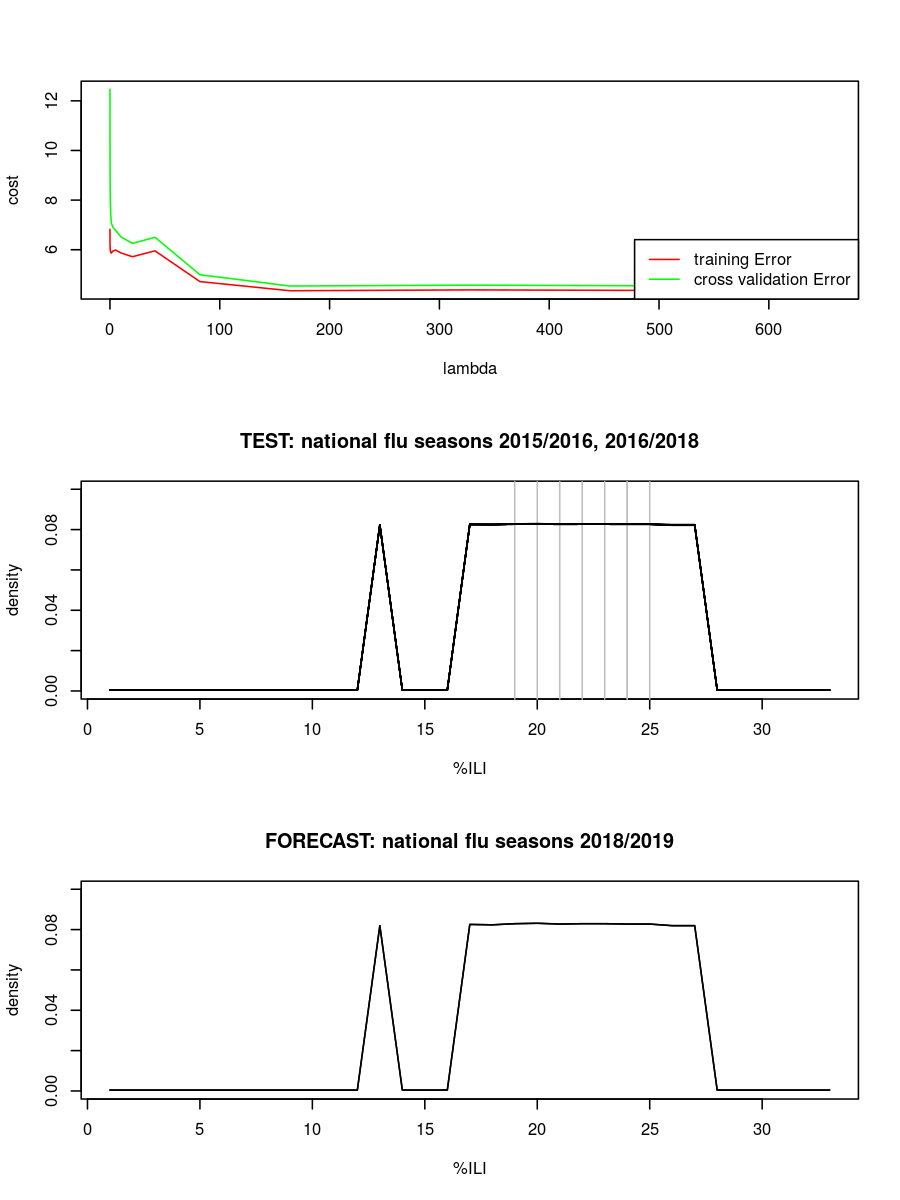 cost
6 8 10 12
training Error
cross validation Error
0 100 200 300 400 500 600
lambda
TEST: national flu seasons 2015/2016, 2016/2018
density
0.00 0.04 0.08
0 5 10 15 20 25 30
%ILI
FORECAST: national flu seasons 2018/2019
density
0.00 0.04 0.08
0 5 10 15 20 25 30
%ILI